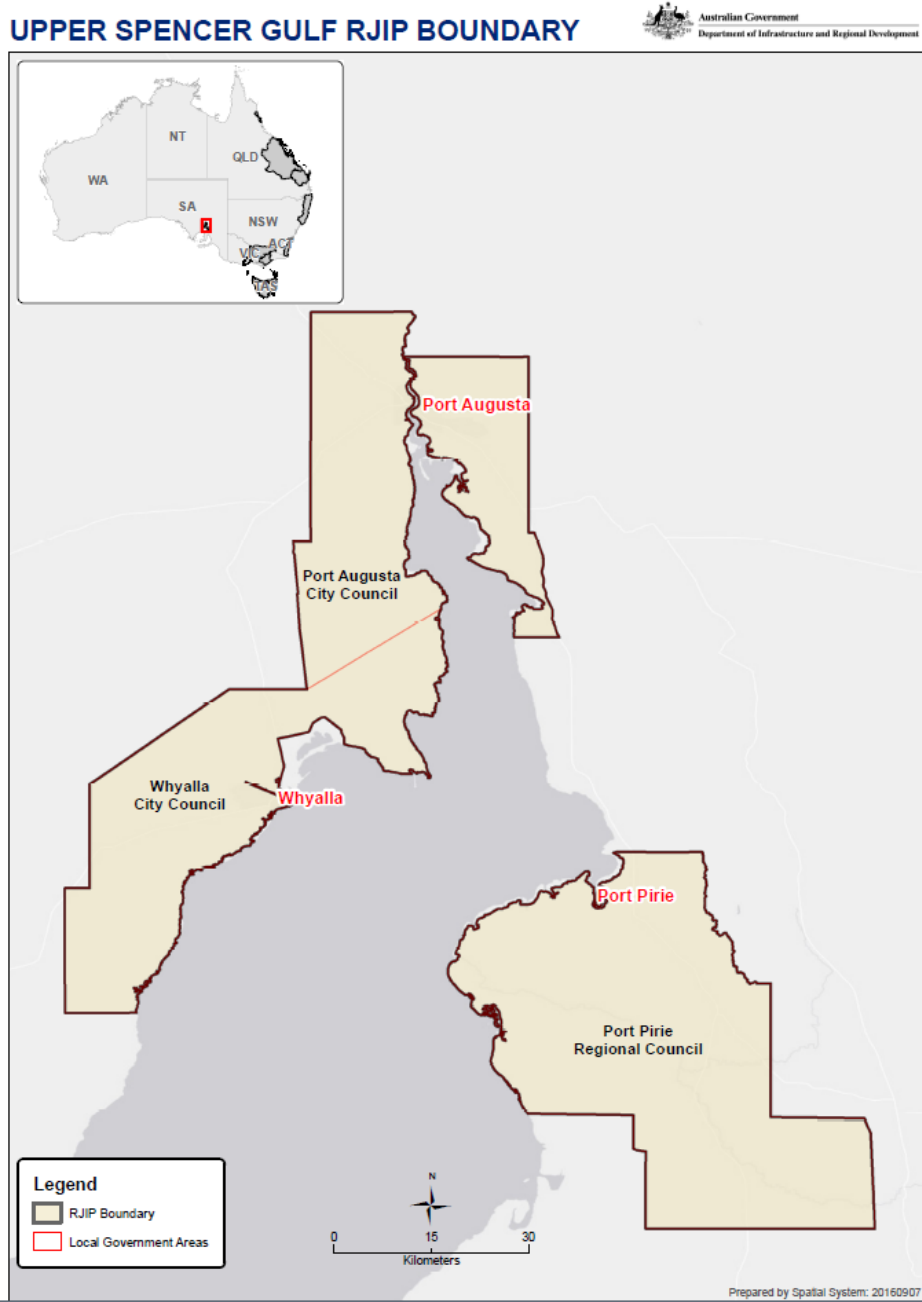 UPPER SPENCER GULF RJIP BOUNDARY
Australian Government
Department of Infrastructure and Regional Development
NT
QLD
WA
SA
NSW
ACT
VIC
TAS
Port Augusta
Port Augusta
City Council
Whyalla
City Council
Whyalla
Port Pirie
Port Pirie
Regional Council
Legend
RJIP Boundary
Local Government Areas
N
0 15 30
Kilometers
Prepared by Spatial System: 20160907